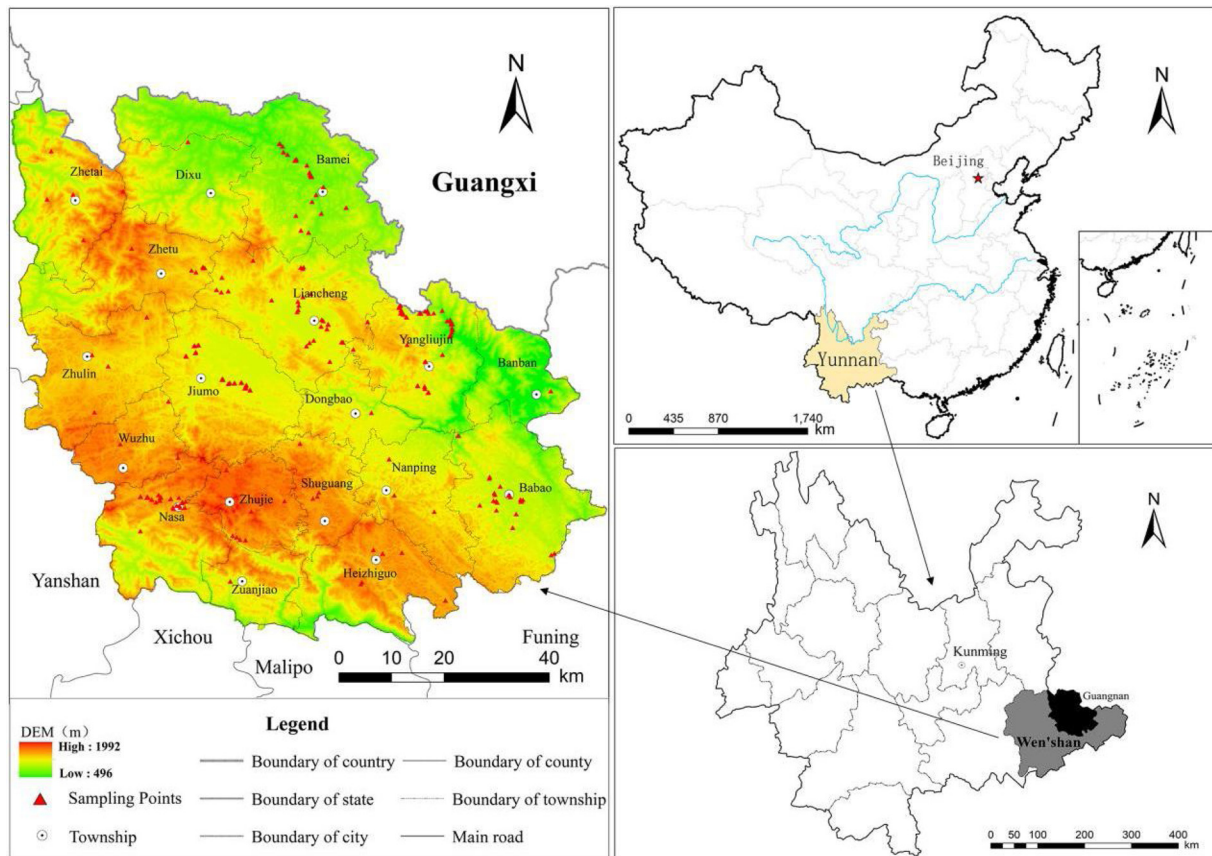 N
Guangxi
Zhetai
Dixu
Bamei
Zhetu
Liancheng
Yangliujin
Banban
Zhulin
Jiumo
Dongbao
Wuzhu
Nanping
Shuguang
Babao
Zhujie
Nasa
Heizhiguo
Zuanjiao
Yanshan
Xichou
Funing
Malipo
0 10 20 40
km
Legend
DEM（m）
High : 1992
Low : 496
Boundary of country
Boundary of county
Sampling Points
Boundary of state
Boundary of township
Township
Boundary of city
Main road
N
Beijing
Yunnan
0 435 870 1,740
km
N
Kunming
Guangnan
Wen'shan
0 50 100 200 300 400
km